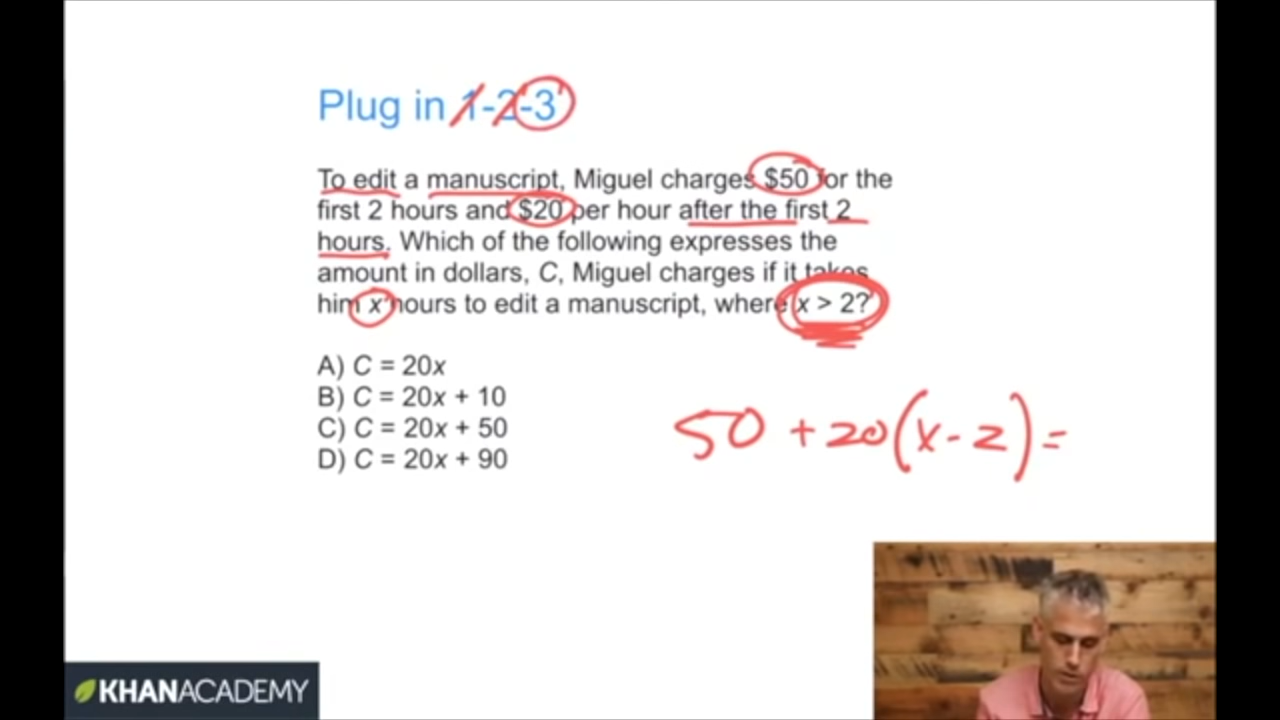 Plug in 1-2-3
To edit a manuscript, Miguel charges $50 for the
first 2 hours and $20 per hour after the first 2
hours. Which of the following expresses the
amount in dollars, C, Miguel charges if it takes
him x hours to edit a manuscript, where x > 2?
A) C = 20x
B) C = 20x + 10
C) C = 20x + 50
D) C = 20x + 90
50 + 20(x - 2) =
KHANACADEMY